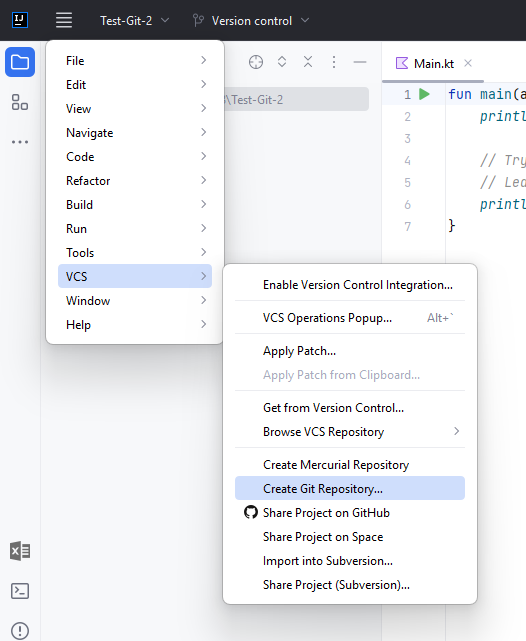 IJ
Test-Git-2
Version control
File
Edit
View
Navigate
Code
Refactor
Build
Run
Tools
VCS
Window
Help
\Test-Git-2
Main.kt
1 fun main(a
2 printl
3
4 // Try
5 // Led
6 printl
7 }
Enable Version Control Integration...
VCS Operations Popup... Alt+`
Apply Patch...
Apply Patch from Clipboard...
Get from Version Control...
Browse VCS Repository
Create Mercurial Repository
Create Git Repository...
Share Project on GitHub
Share Project on Space
Import into Subversion...
Share Project (Subversion)...